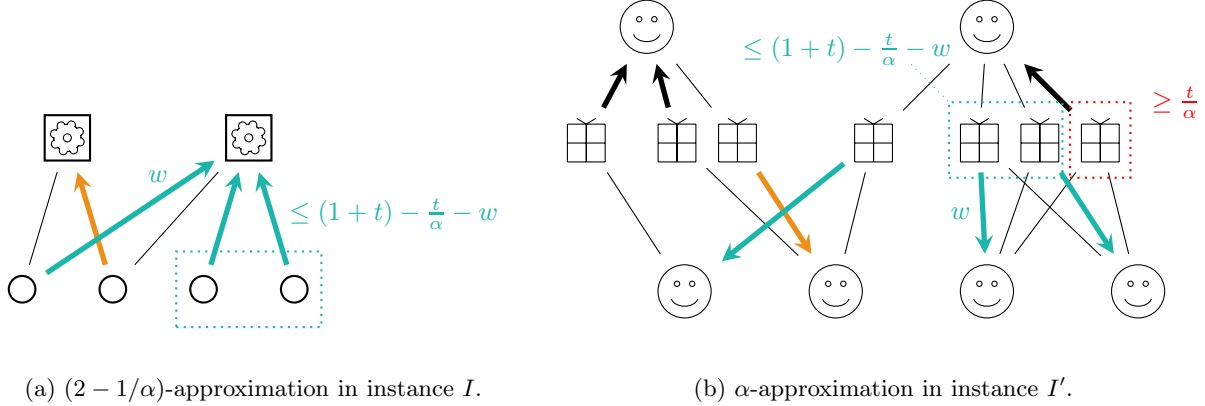 w
≤ (1 + t) − t/α − w
≤ (1 + t) − t/α − w
≥ t/α
w
(a) (2 − 1/α)-approximation in instance I.
(b) α-approximation in instance I′.